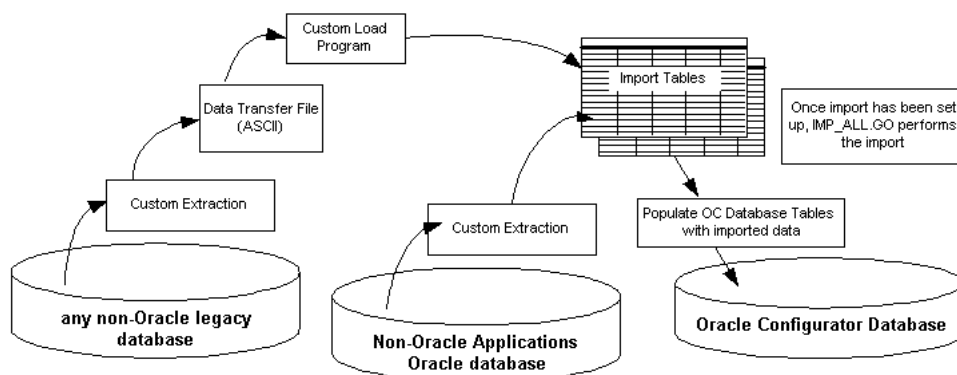 Custom Load
Program
Import Tables
Data Transfer File
(ASCII)
Once import has been set
up, IMP_ALL.GO performs
the import
Custom Extraction
Custom Extraction
Populate OC Database Tables
with imported data
any non-Oracle legacy
database
Non-Oracle Applications
Oracle database
Oracle Configurator Database